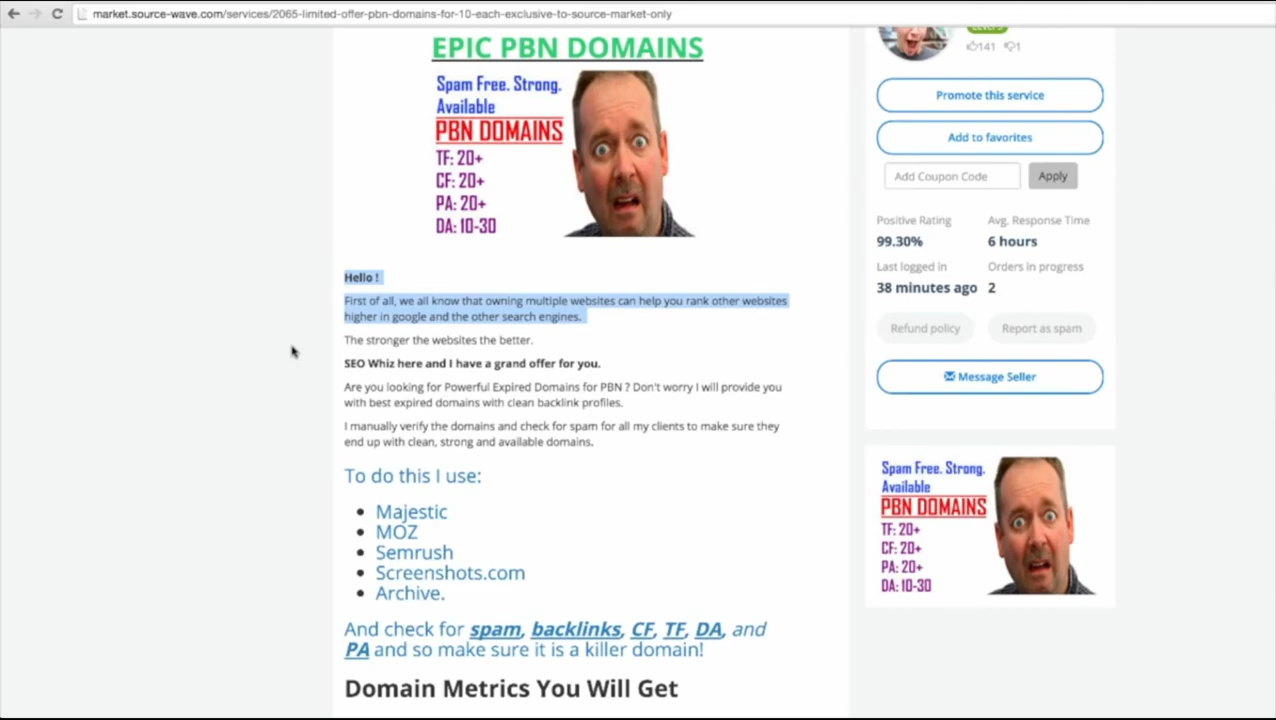 market.source-wave.com/services/2065-limited-offer-pbn-domains-for-10-each-exclusive-to-source-market-only
EPIC PBN DOMAINS
Spam Free. Strong.
Available
PBN DOMAINS
TF: 20+
CF: 20+
PA: 20+
DA: 10-30
Hello !
First of all, we all know that owning multiple websites can help you rank other websites
higher in google and the other search engines.
The stronger the websites the better.
SEO Whiz here and I have a grand offer for you.
Are you looking for Powerful Expired Domains for PBN ? Don't worry I will provide you
with best expired domains with clean backlink profiles.
I manually verify the domains and check for spam for all my clients to make sure they
end up with clean, strong and available domains.
To do this I use:
Majestic
MOZ
Semrush
Screenshots.com
Archive.
And check for spam, backlinks, CF, TF, DA, and
PA and so make sure it is a killer domain!
Domain Metrics You Will Get
141 1
Promote this service
Add to favorites
Add Coupon Code Apply
Positive Rating Avg. Response Time
99.30% 6 hours
Last logged in Orders in progress
38 minutes ago 2
Refund policy Report as spam
Message Seller
Spam Free. Strong.
Available
PBN DOMAINS
TF: 20+
CF: 20+
PA: 20+
DA: 10-30